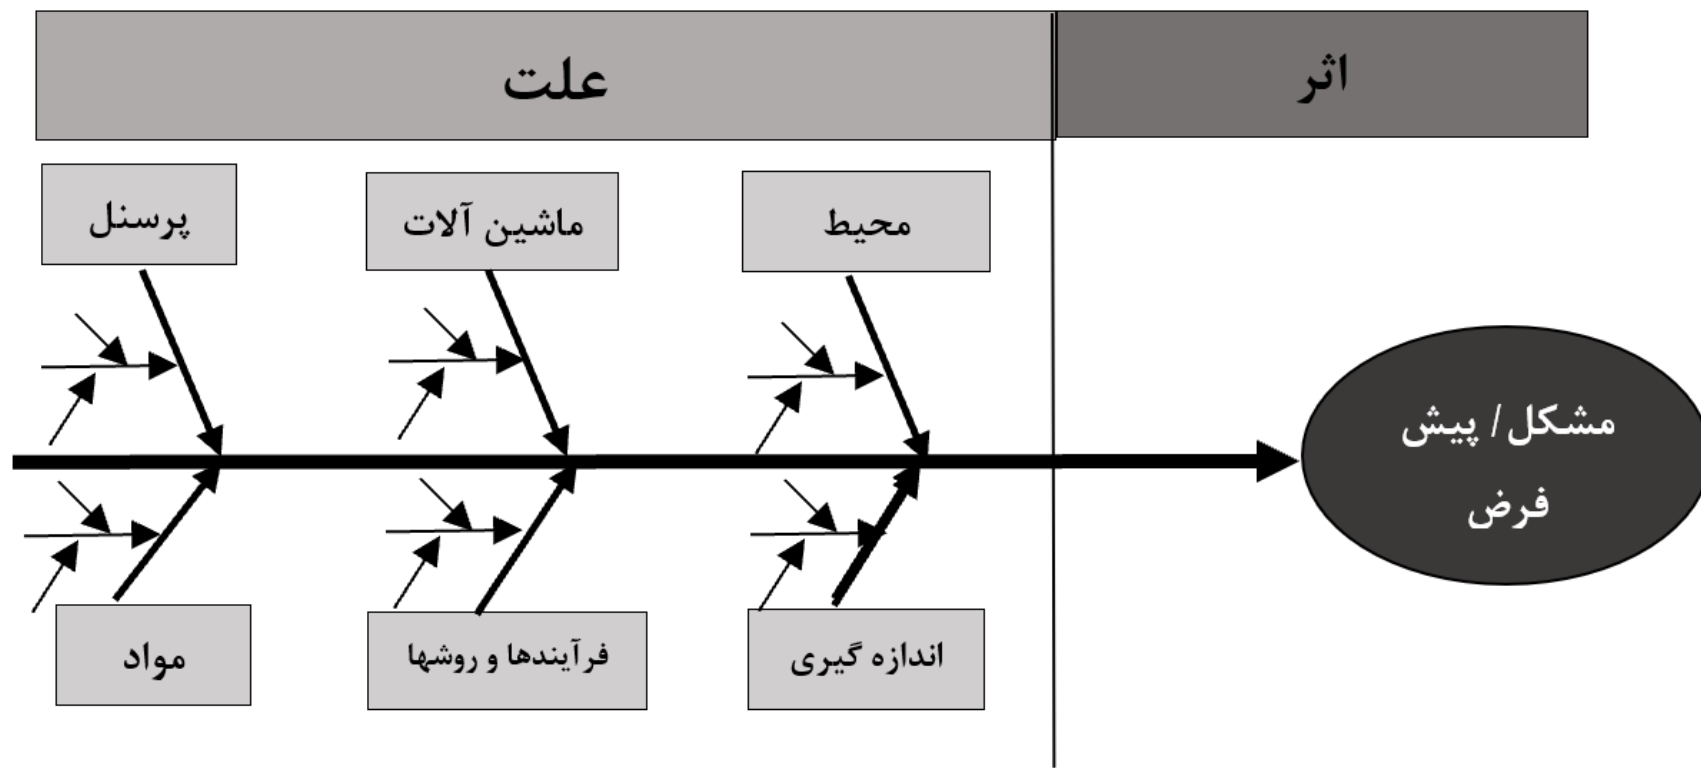 علت
اثر
پرسنل
ماشین آلات
محیط
مشکل/ پیش
فرض
مواد
فرآیندها و روشها
اندازه گیری